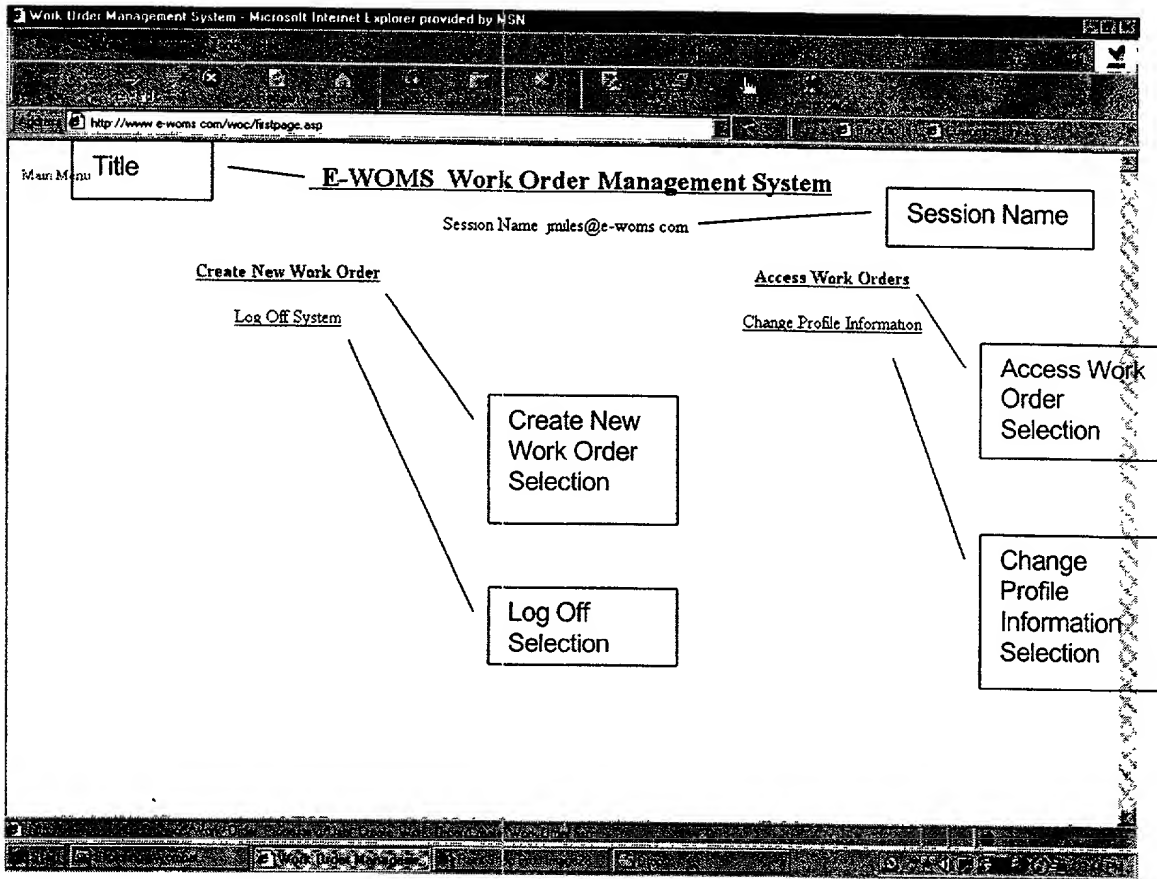 Work Order Management System - Microsoft Internet Explorer provided by MSN
http://www e-woms com/woc/firstpage.asp
Main Menu
Title
E-WOMS Work Order Management System
Session Name jmiles@e-woms com
Session Name
Create New Work Order
Access Work Orders
Log Off System
Change Profile Information
Access Work
Order
Selection
Create New
Work Order
Selection
Change
Profile
Information
Selection
Log Off
Selection
Work Order Manageme